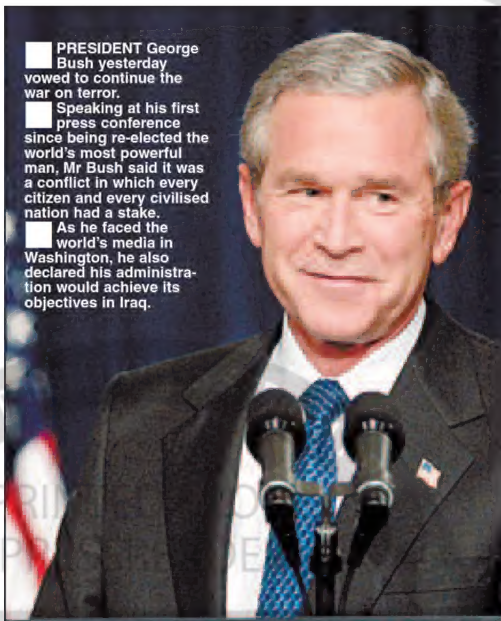 PRESIDENT George
Bush yesterday
vowed to continue the
war on terror.
Speaking at his first
press conference
since being re-elected the
world's most powerful
man, Mr Bush said it was
a conflict in which every
citizen and every civilised
nation had a stake.
As he faced the
world's media in
Washington, he also
declared his administra-
tion would achieve its
objectives in Iraq.